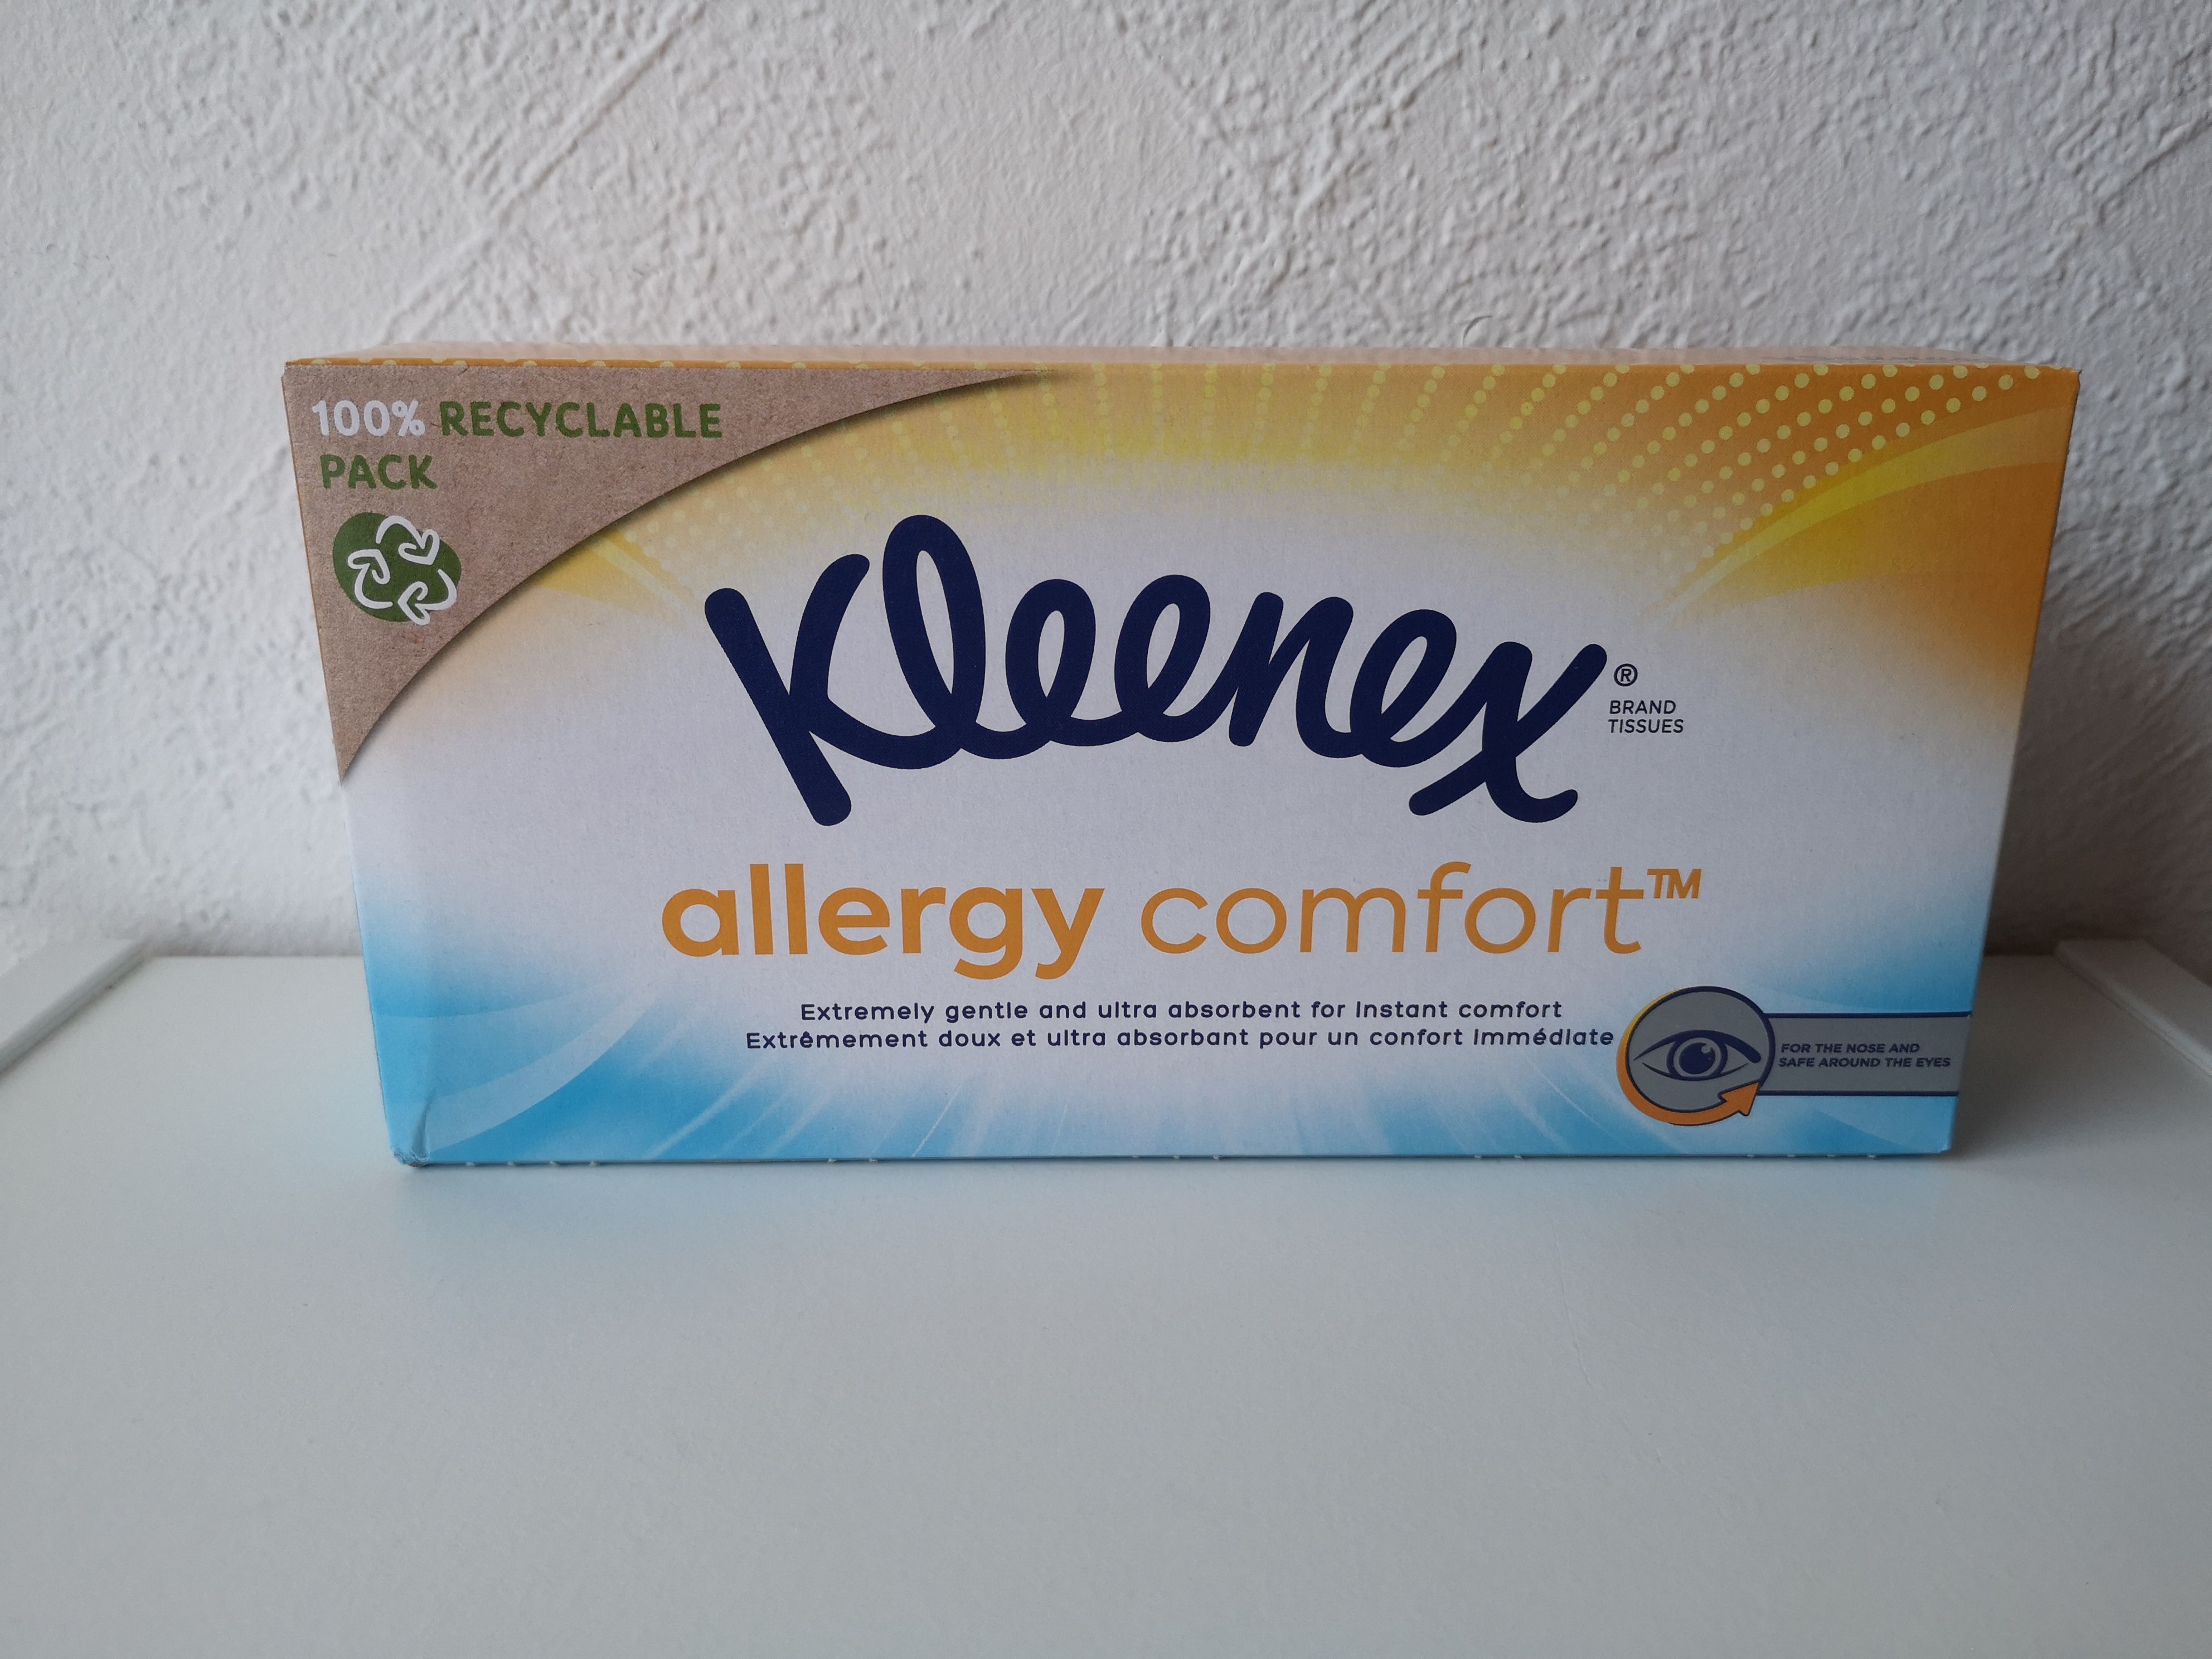 100% RECYCLABLE
PACK
Kleenex®
BRAND
TISSUES
allergy comfort™
Extremely gentle and ultra absorbent for instant comfort
Extrêmement doux et ultra absorbant pour un confort immédiate
FOR THE NOSE AND
SAFE AROUND THE EYES